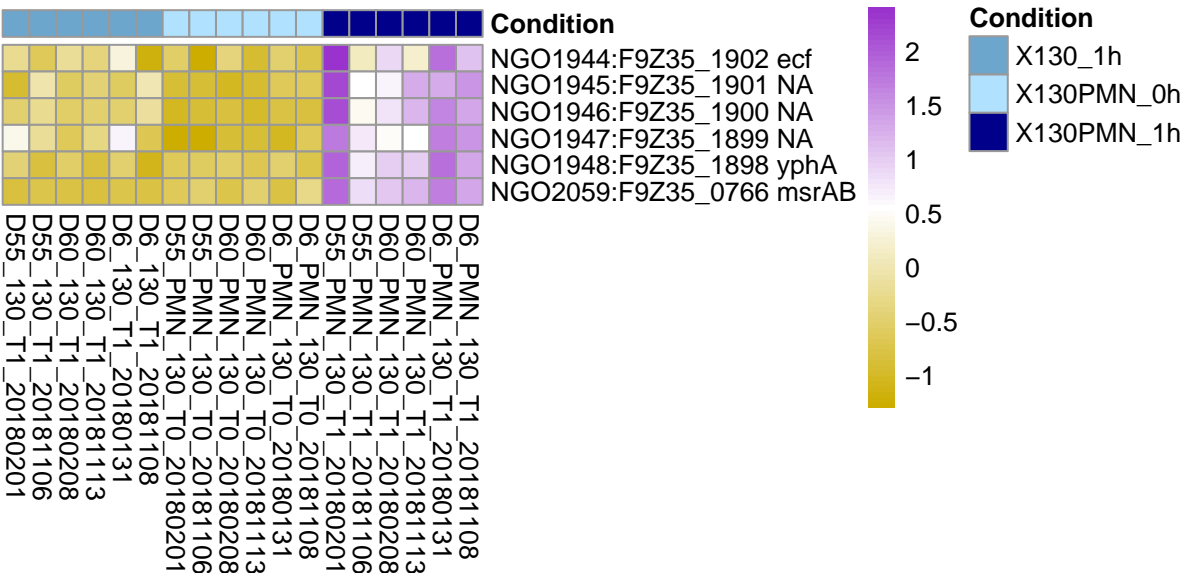 Condition
NGO1944:F9Z35_1902 ecf
NGO1945:F9Z35_1901 NA
NGO1946:F9Z35_1900 NA
NGO1947:F9Z35_1899 NA
NGO1948:F9Z35_1898 yphA
NGO2059:F9Z35_0766 msrAB
D55_130_T1_20180201
D55_130_T1_20181106
D60_130_T1_20180208
D60_130_T1_20181113
D6_130_T1_20180131
D6_130_T1_20181108
D55_PMN_130_T0_20180201
D55_PMN_130_T0_20181106
D60_PMN_130_T0_20180208
D60_PMN_130_T0_20181113
D6_PMN_130_T0_20180131
D6_PMN_130_T0_20181108
D55_PMN_130_T1_20180201
D55_PMN_130_T1_20181106
D60_PMN_130_T1_20180208
D60_PMN_130_T1_20181113
D6_PMN_130_T1_20180131
D6_PMN_130_T1_20181108
2
1.5
1
0.5
0
−0.5
−1
Condition
X130_1h
X130PMN_0h
X130PMN_1h